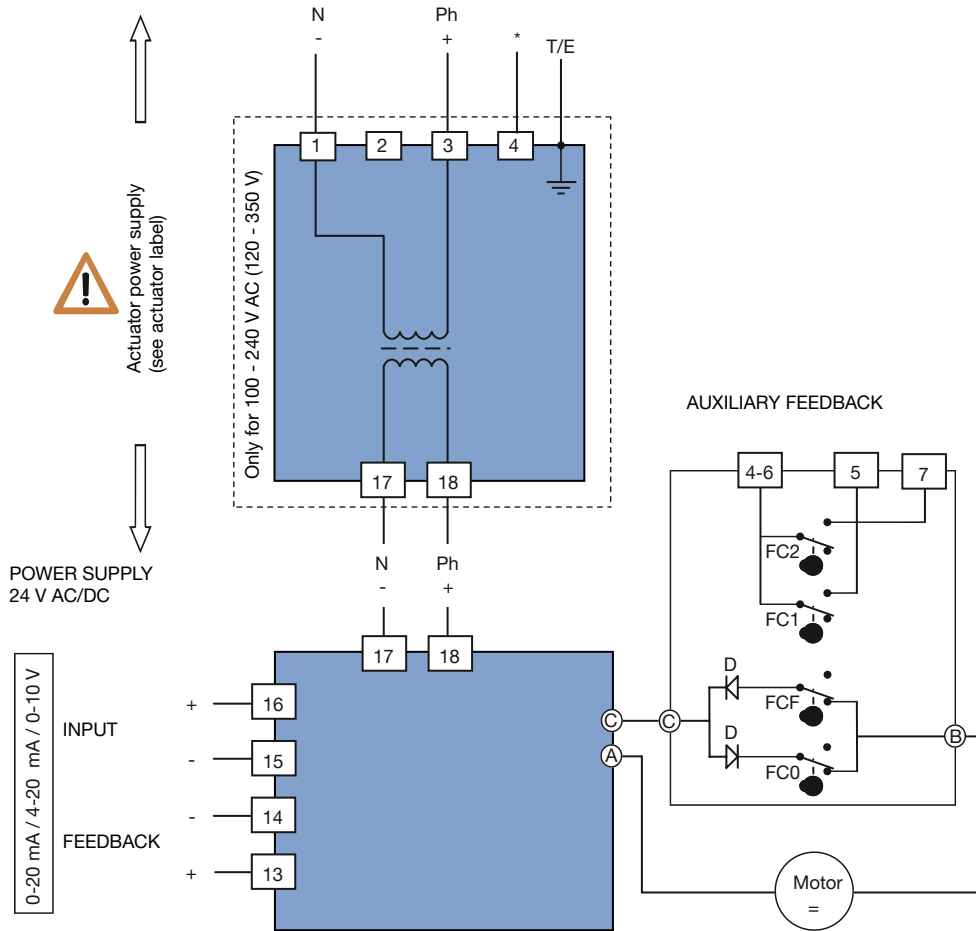 N
-
Ph
+
*
T/E
1
2
3
4
Actuator power supply
(see actuator label)
!
Only for 100 - 240 V AC (120 - 350 V)
17
18
N
-
Ph
+
POWER SUPPLY
24 V AC/DC
17
18
0-20 mA / 4-20 mA / 0-10 V
INPUT
FEEDBACK
+
16
-
15
-
14
+
13
C
A
AUXILIARY FEEDBACK
4-6
5
7
FC2
FC1
D
FCF
C
D
FC0
B
Motor
=